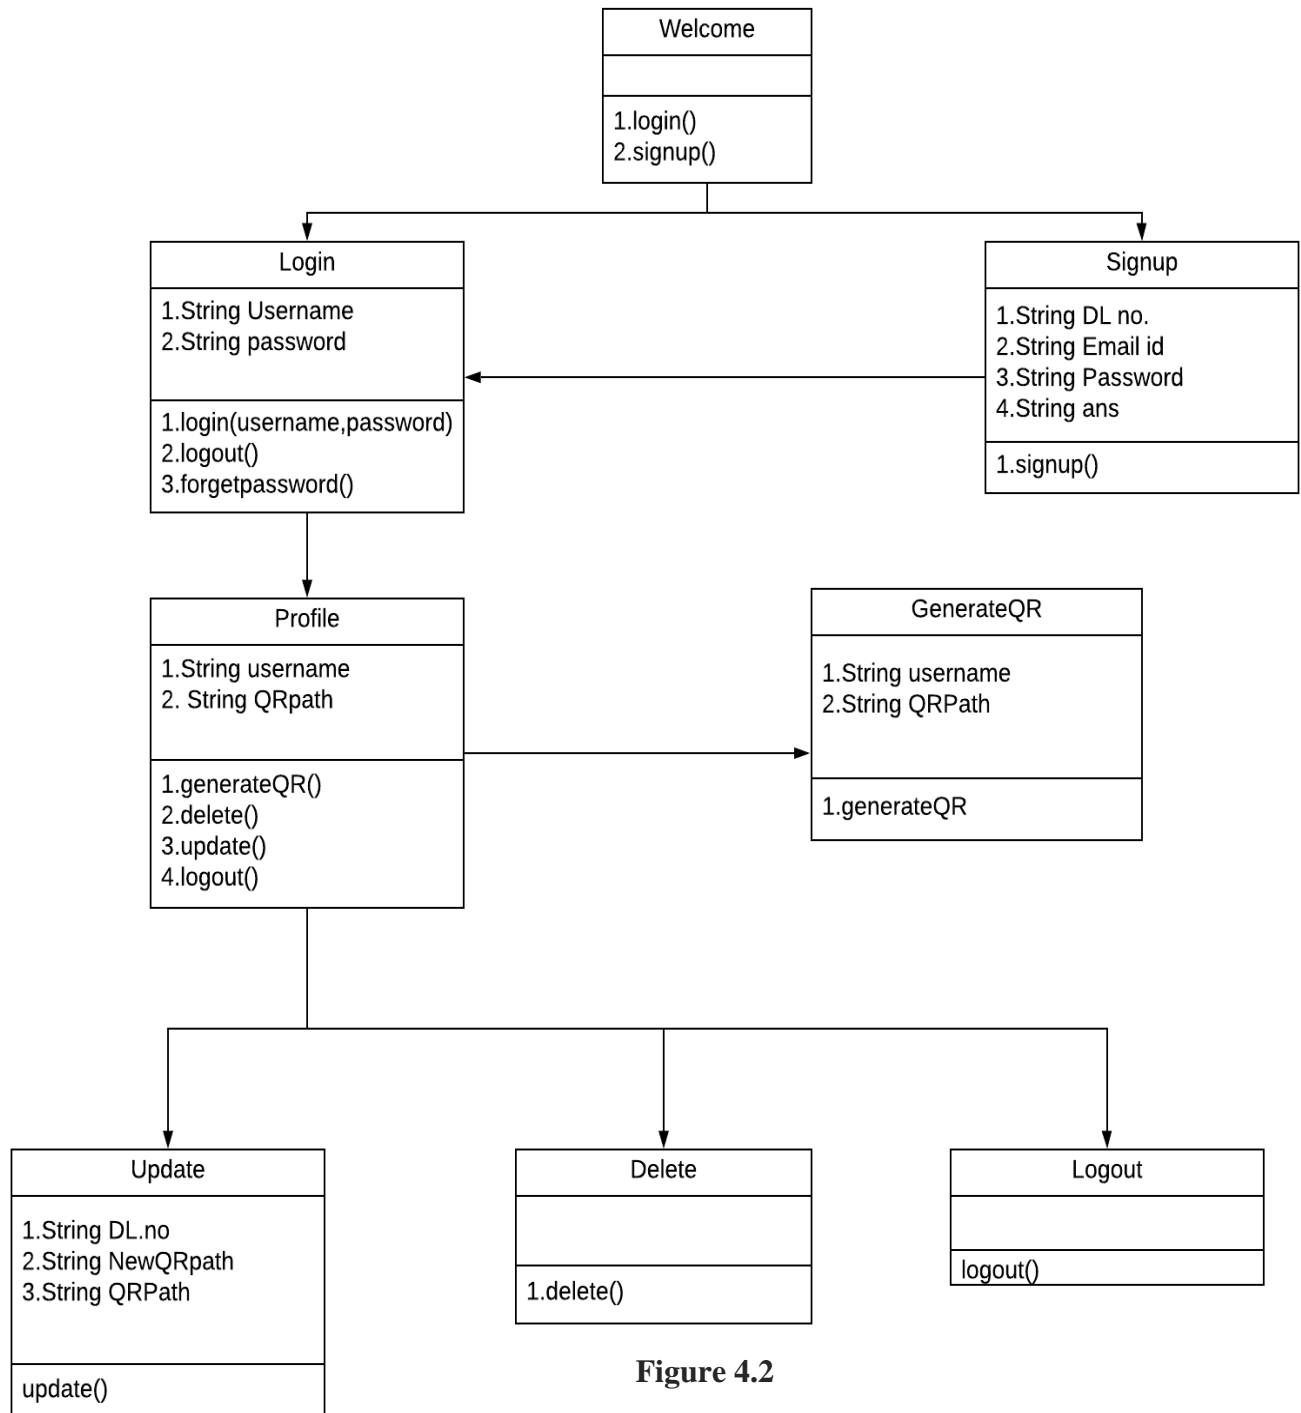 Welcome
1.login()
2.signup()
Login
1.String Username
2.String password
1.login(username,password)
2.logout()
3.forgetpassword()
Signup
1.String DL no.
2.String Email id
3.String Password
4.String ans
1.signup()
Profile
1.String username
2. String QRpath
1.generateQR()
2.delete()
3.update()
4.logout()
GenerateQR
1.String username
2.String QRPath
1.generateQR
Update
1.String DL.no
2.String NewQRpath
3.String QRPath
update()
Delete
1.delete()
Logout
logout()
Figure 4.2